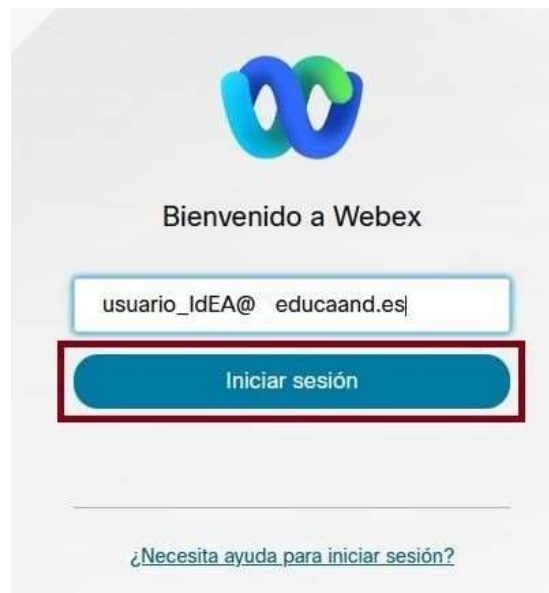 Bienvenido a Webex
usuario_IdEA@ educaand.es
Iniciar sesión
¿Necesita ayuda para iniciar sesión?